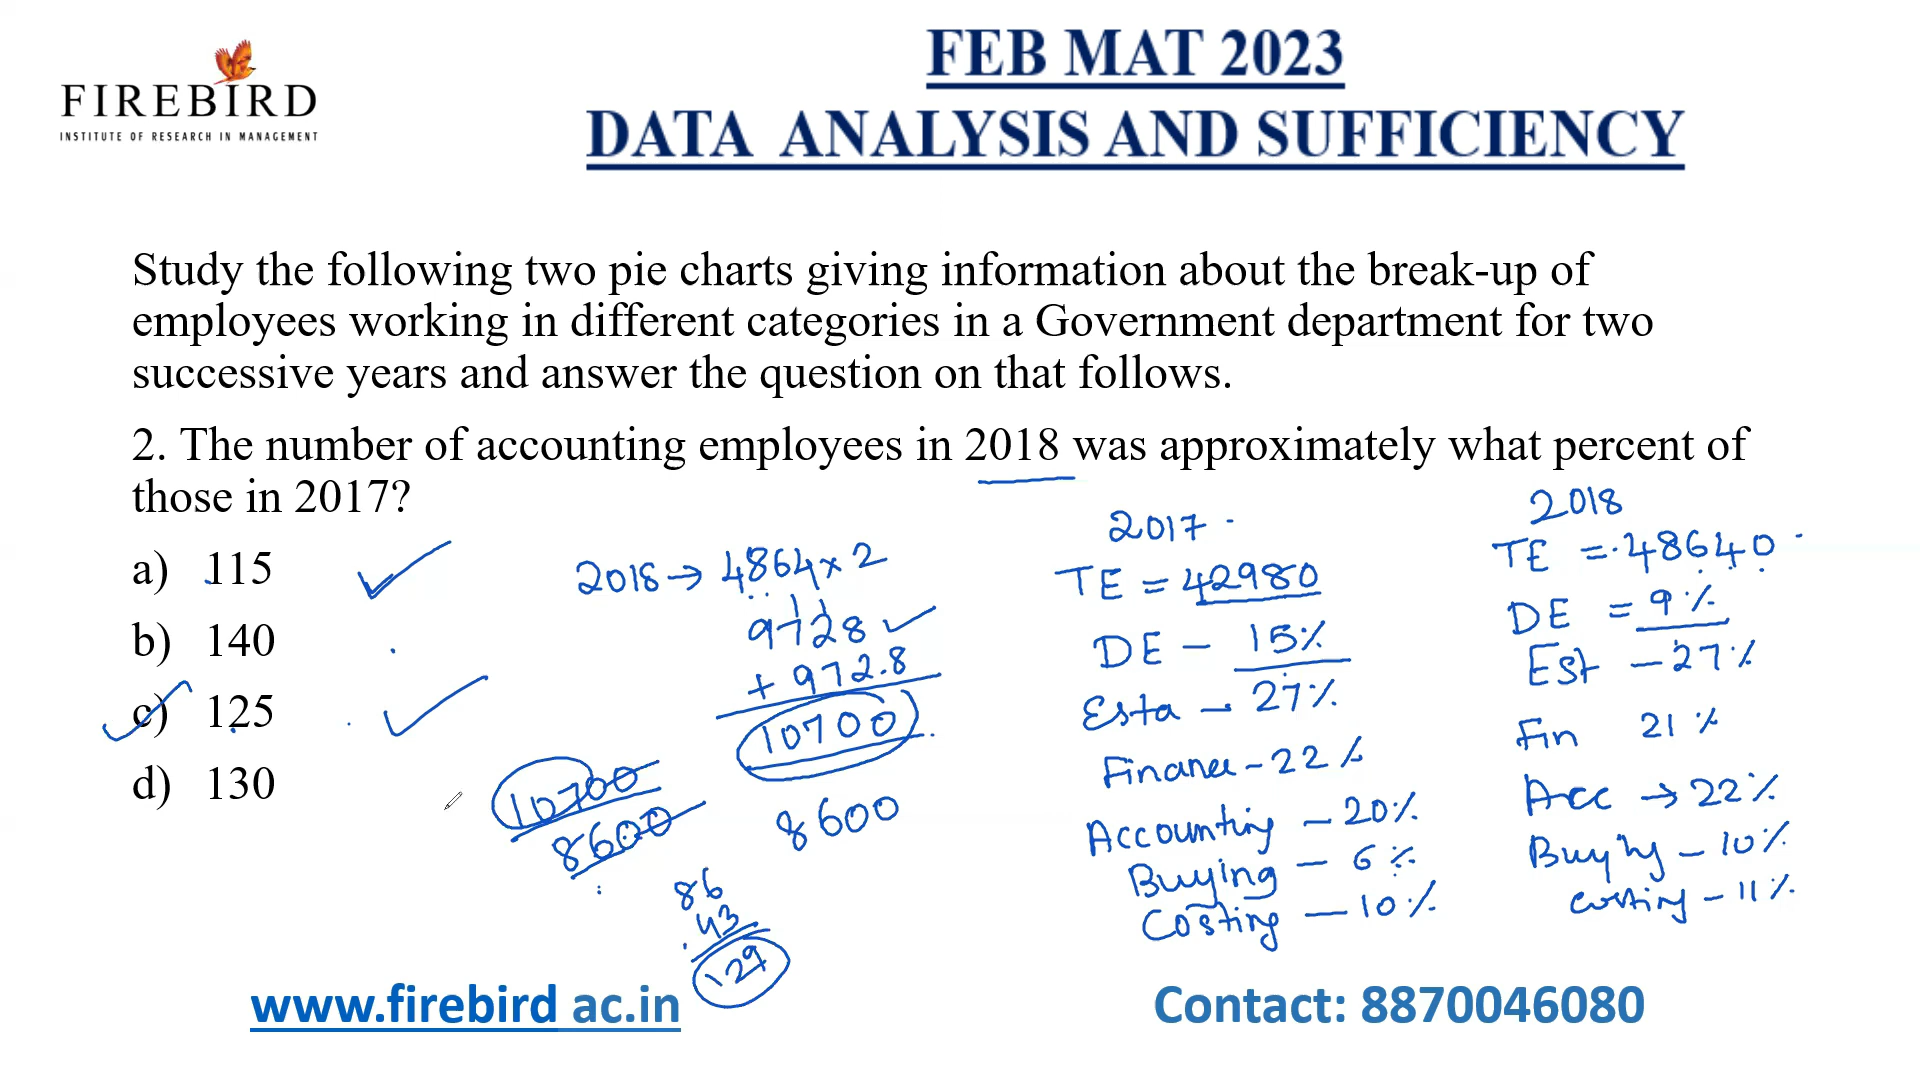 FIREBIRD
INSTITUTE OF RESEARCH IN MANAGEMENT
FEB MAT 2023
DATA ANALYSIS AND SUFFICIENCY
Study the following two pie charts giving information about the break-up of
employees working in different categories in a Government department for two
successive years and answer the question on that follows.
2. The number of accounting employees in 2018 was approximately what percent of
those in 2017?
a) 115
b) 140
c) 125
d) 130
2018 → 4864 x 2
11
9728
+ 972.8
10700
8600
10700
8600
86
43
129
2017
TE = 42980
DE - 15%
Esta - 27%
Finance - 22%
Accounting - 20%
Buying - 6%
Costing - 10%
2018
TE = 48640
DE = 9%
Est - 27%
Fin 21%
Acc → 22%
Buying - 10%
costing - 11%
www.firebird ac.in
Contact: 8870046080